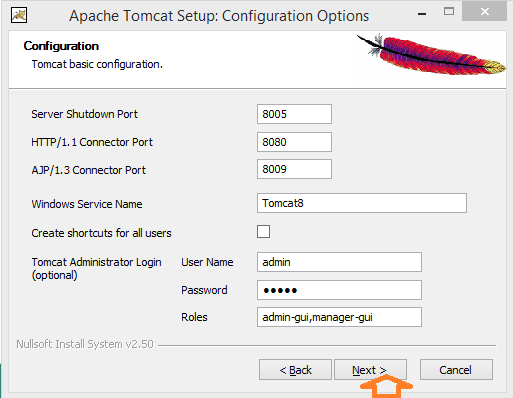 Apache Tomcat Setup: Configuration Options
Configuration
Tomcat basic configuration.
Server Shutdown Port 8005
HTTP/1.1 Connector Port 8080
AJP/1.3 Connector Port 8009
Windows Service Name Tomcat8
Create shortcuts for all users
Tomcat Administrator Login User Name admin
(optional)
Password ●●●●●
Roles admin-gui,manager-gui
Nullsoft Install System v2.50
< Back Next > Cancel